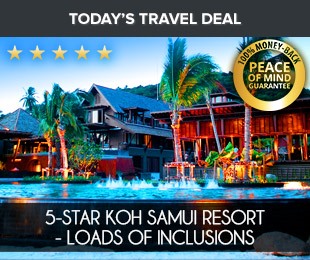 TODAY'S TRAVEL DEAL
100% MONEY-BACK
PEACE
OF MIND
GUARANTEE
5-STAR KOH SAMUI RESORT
- LOADS OF INCLUSIONS